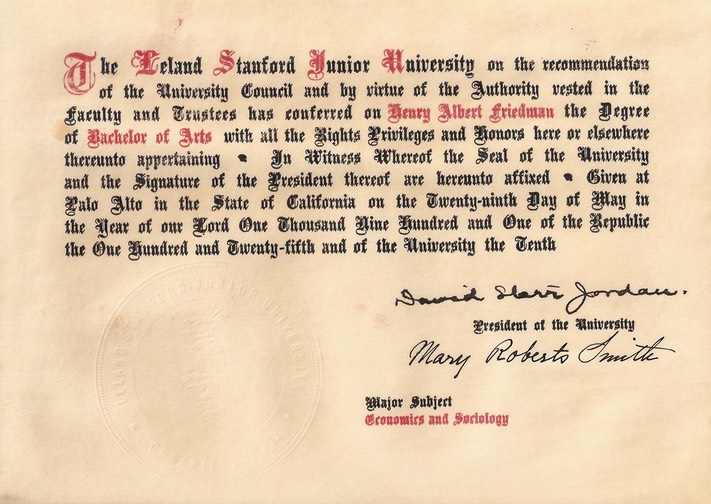 The Leland Stanford Junior University on the recommendation
of the University Council and by virtue of the Authority vested in the
Faculty and Trustees has conferred on Henry Albert Friedman the Degree
of Bachelor of Arts with all the Rights Privileges and Honors here or elsewhere
thereunto appertaining • In Witness Whereof the Seal of the University
and the Signature of the President thereof are hereunto affixed • Given at
Palo Alto in the State of California on the Twenty-ninth Day of May in
the Year of our Lord One Thousand Nine Hundred and One of the Republic
the One Hundred and Twenty-fifth and of the University the Tenth
David Starr Jordan.
President of the University
Mary Roberts Smith
Major Subject
Economics and Sociology